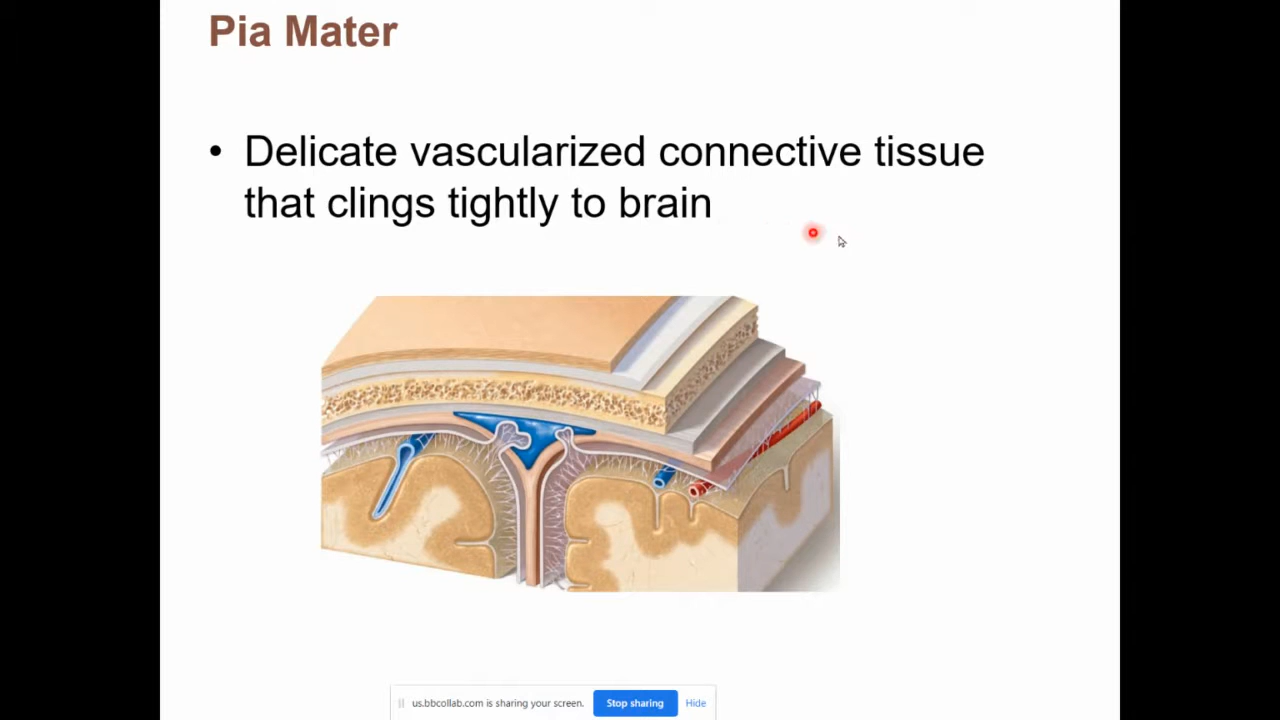 Pia Mater
• Delicate vascularized connective tissue
that clings tightly to brain
us.bbcollab.com is sharing your screen. Stop sharing Hide